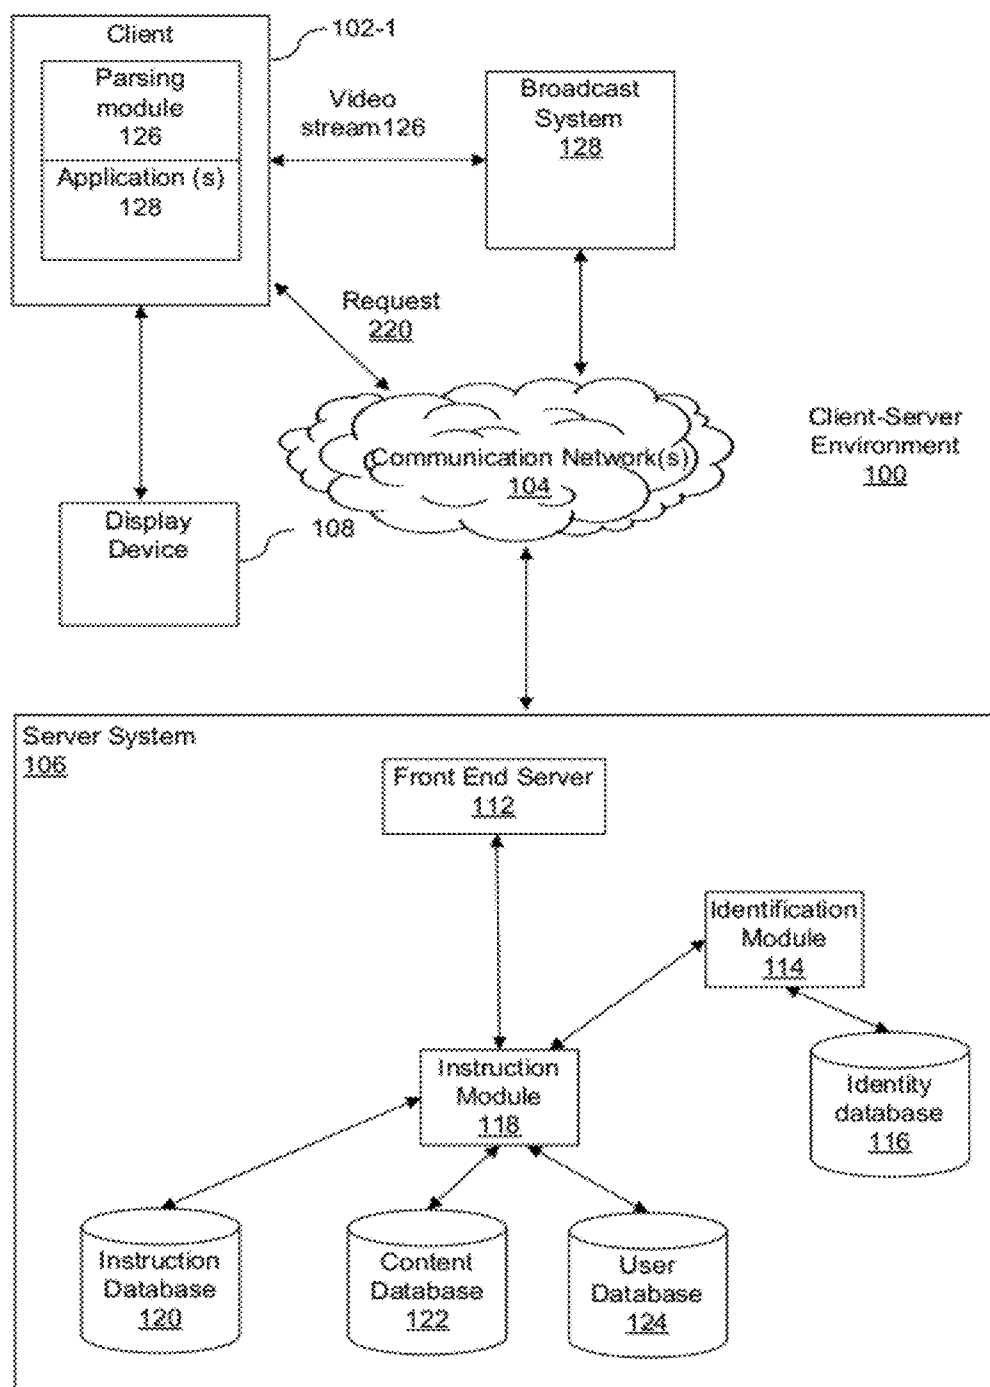 Client
102-1
Parsing
module
126
Application (s)
128
Video
stream126
Broadcast
System
128
Request
220
Communication Network(s)
104
Client-Server
Environment
100
Display
Device
108
Server System
106
Front End Server
112
Identification
Module
114
Identity
database
116
Instruction
Module
118
Instruction
Database
120
Content
Database
122
User
Database
124